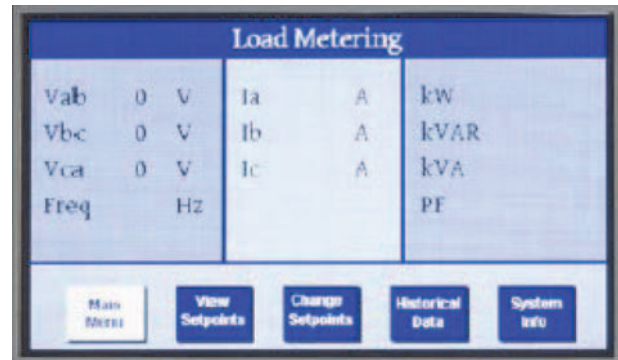 Load Metering
Vab 0 V
Vbc 0 V
Vca 0 V
Freq Hz
Ia A
Ib A
Ic A
kW
kVAR
kVA
PF
Main Menu
View Setpoints
Change Setpoints
Historical Data
System Info